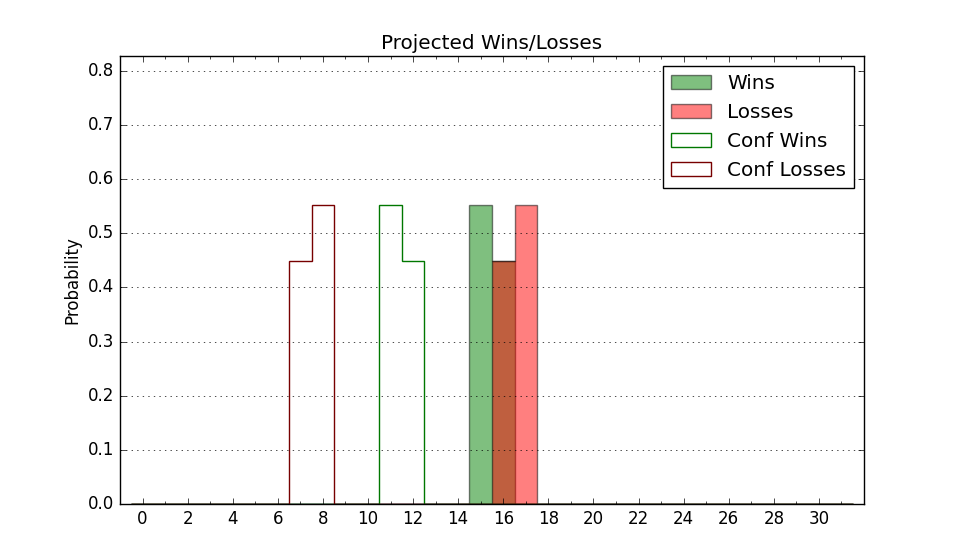 Projected Wins/Losses
Wins
Losses
Conf Wins
Conf Losses
Probability
0.8
0.7
0.6
0.5
0.4
0.3
0.2
0.1
0.0
0 2 4 6 8 10 12 14 16 18 20 22 24 26 28 30